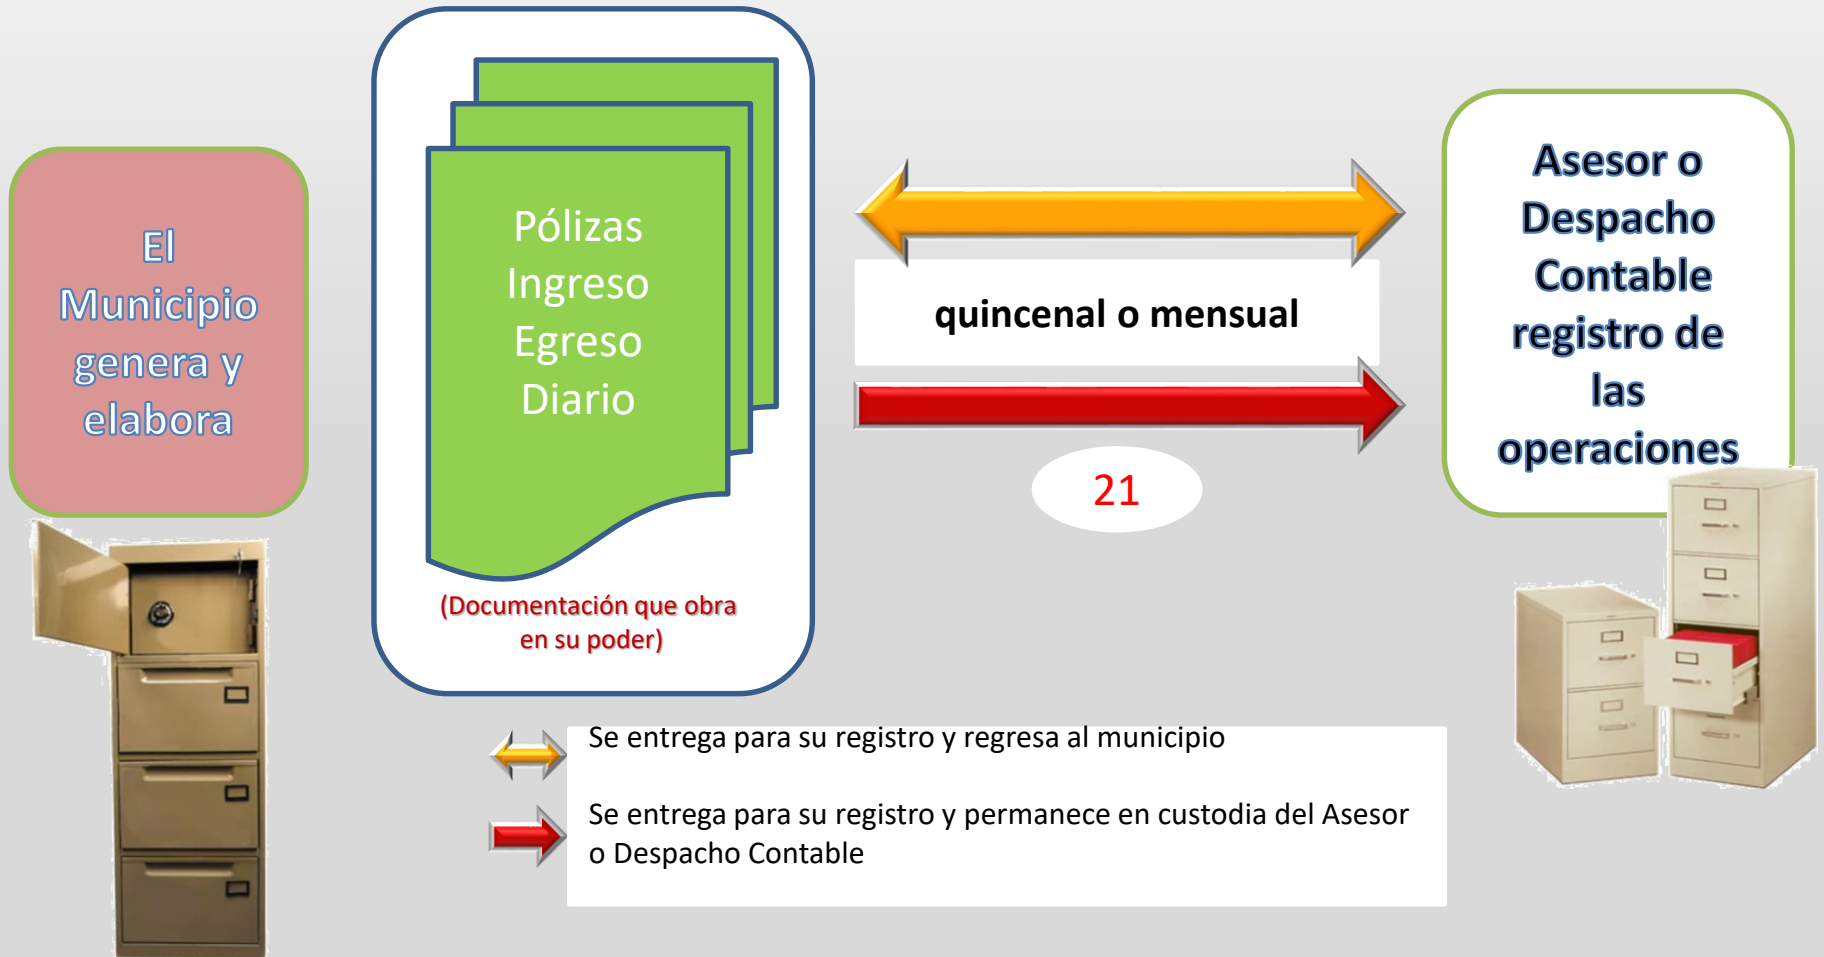 El
Municipio
genera y
elabora
Pólizas
Ingreso
Egreso
Diario
(Documentación que obra
en su poder)
quincenal o mensual
21
Asesor o
Despacho
Contable
registro de
las
operaciones
Se entrega para su registro y regresa al municipio
Se entrega para su registro y permanece en custodia del Asesor
o Despacho Contable